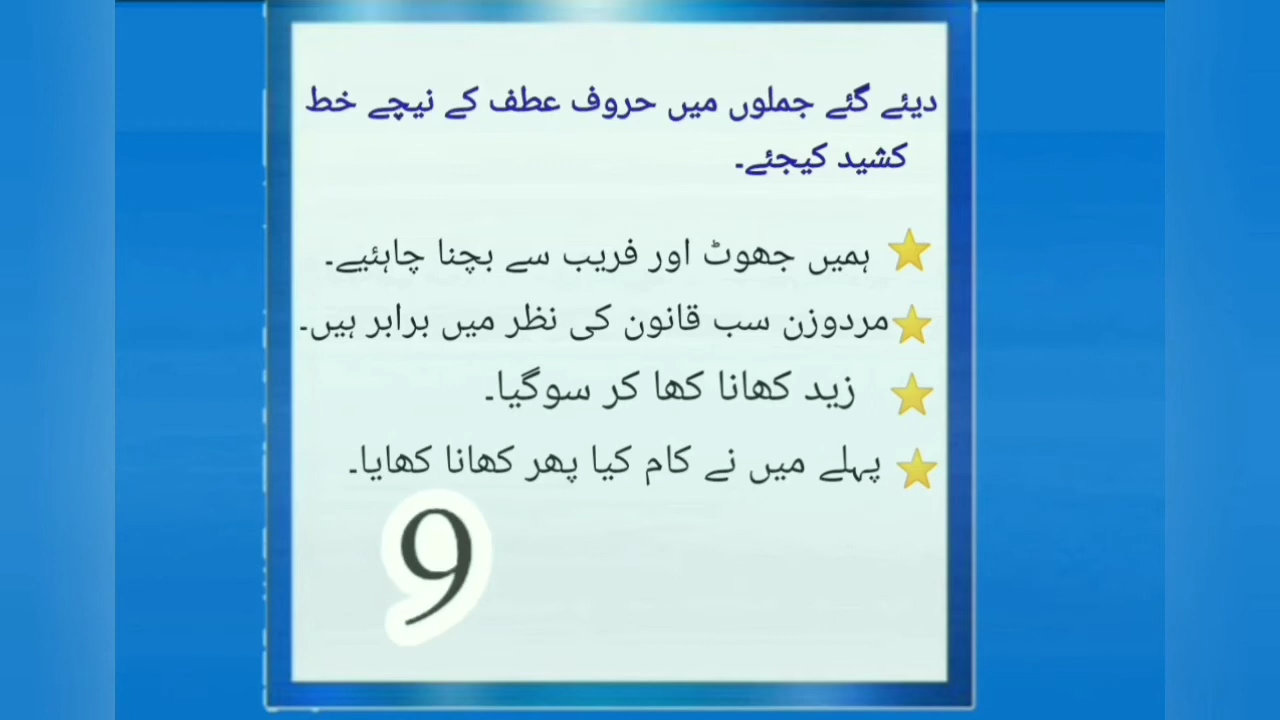 دیئے گئے جملوں میں حروف عطف کے نیچے خط
کشید کیجئے۔
ہمیں جھوٹ اور فریب سے بچنا چاہئیے۔
مردوزن سب قانون کی نظر میں برابر ہیں۔
زید کھانا کھا کر سوگیا۔
پہلے میں نے کام کیا پھر کھانا کھایا۔
9